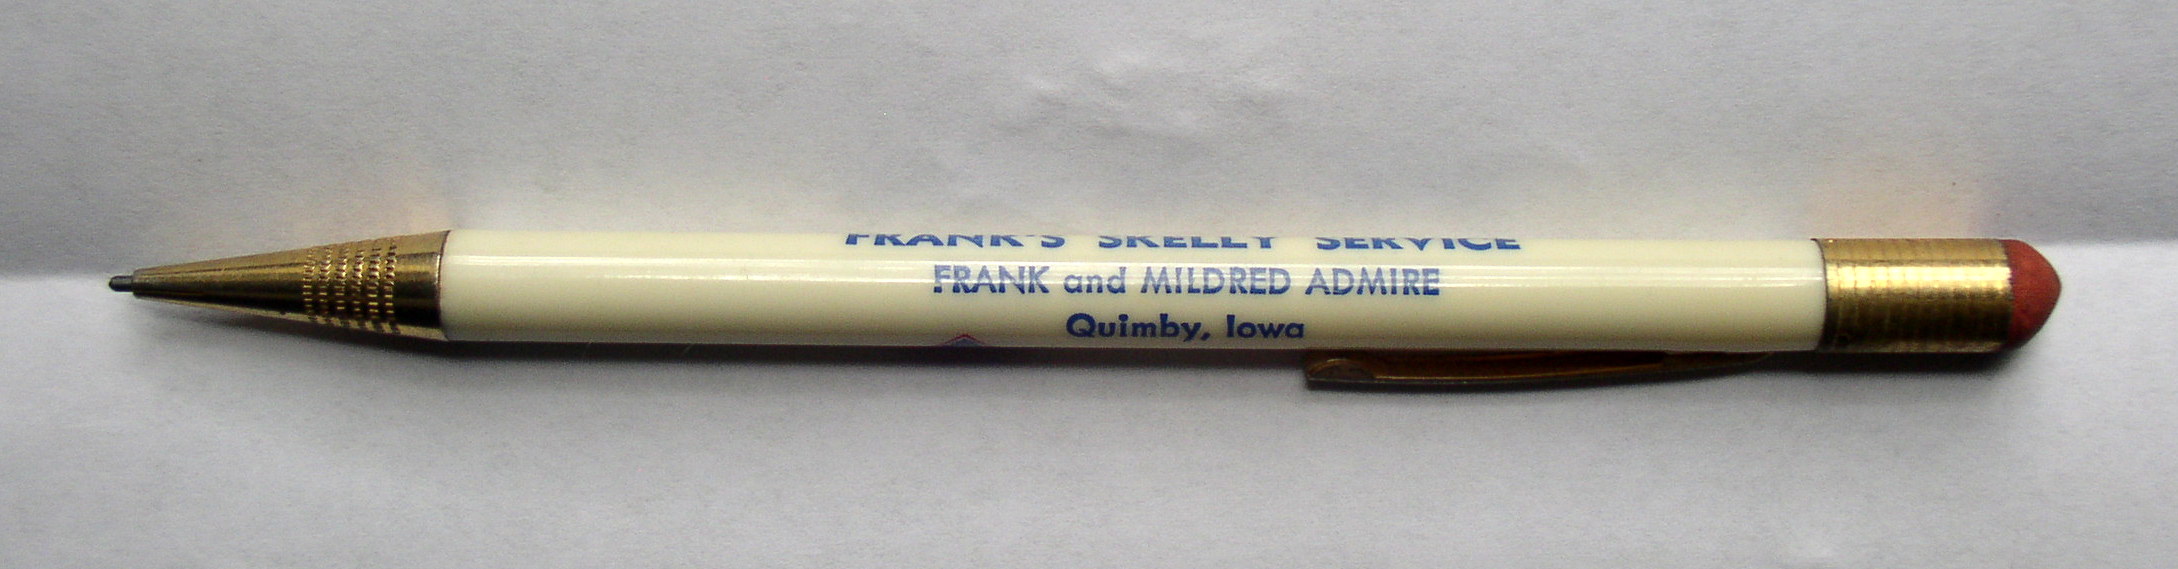 FRANK'S SKELLY SERVICE
FRANK and MILDRED ADMIRE
Quimby, Iowa